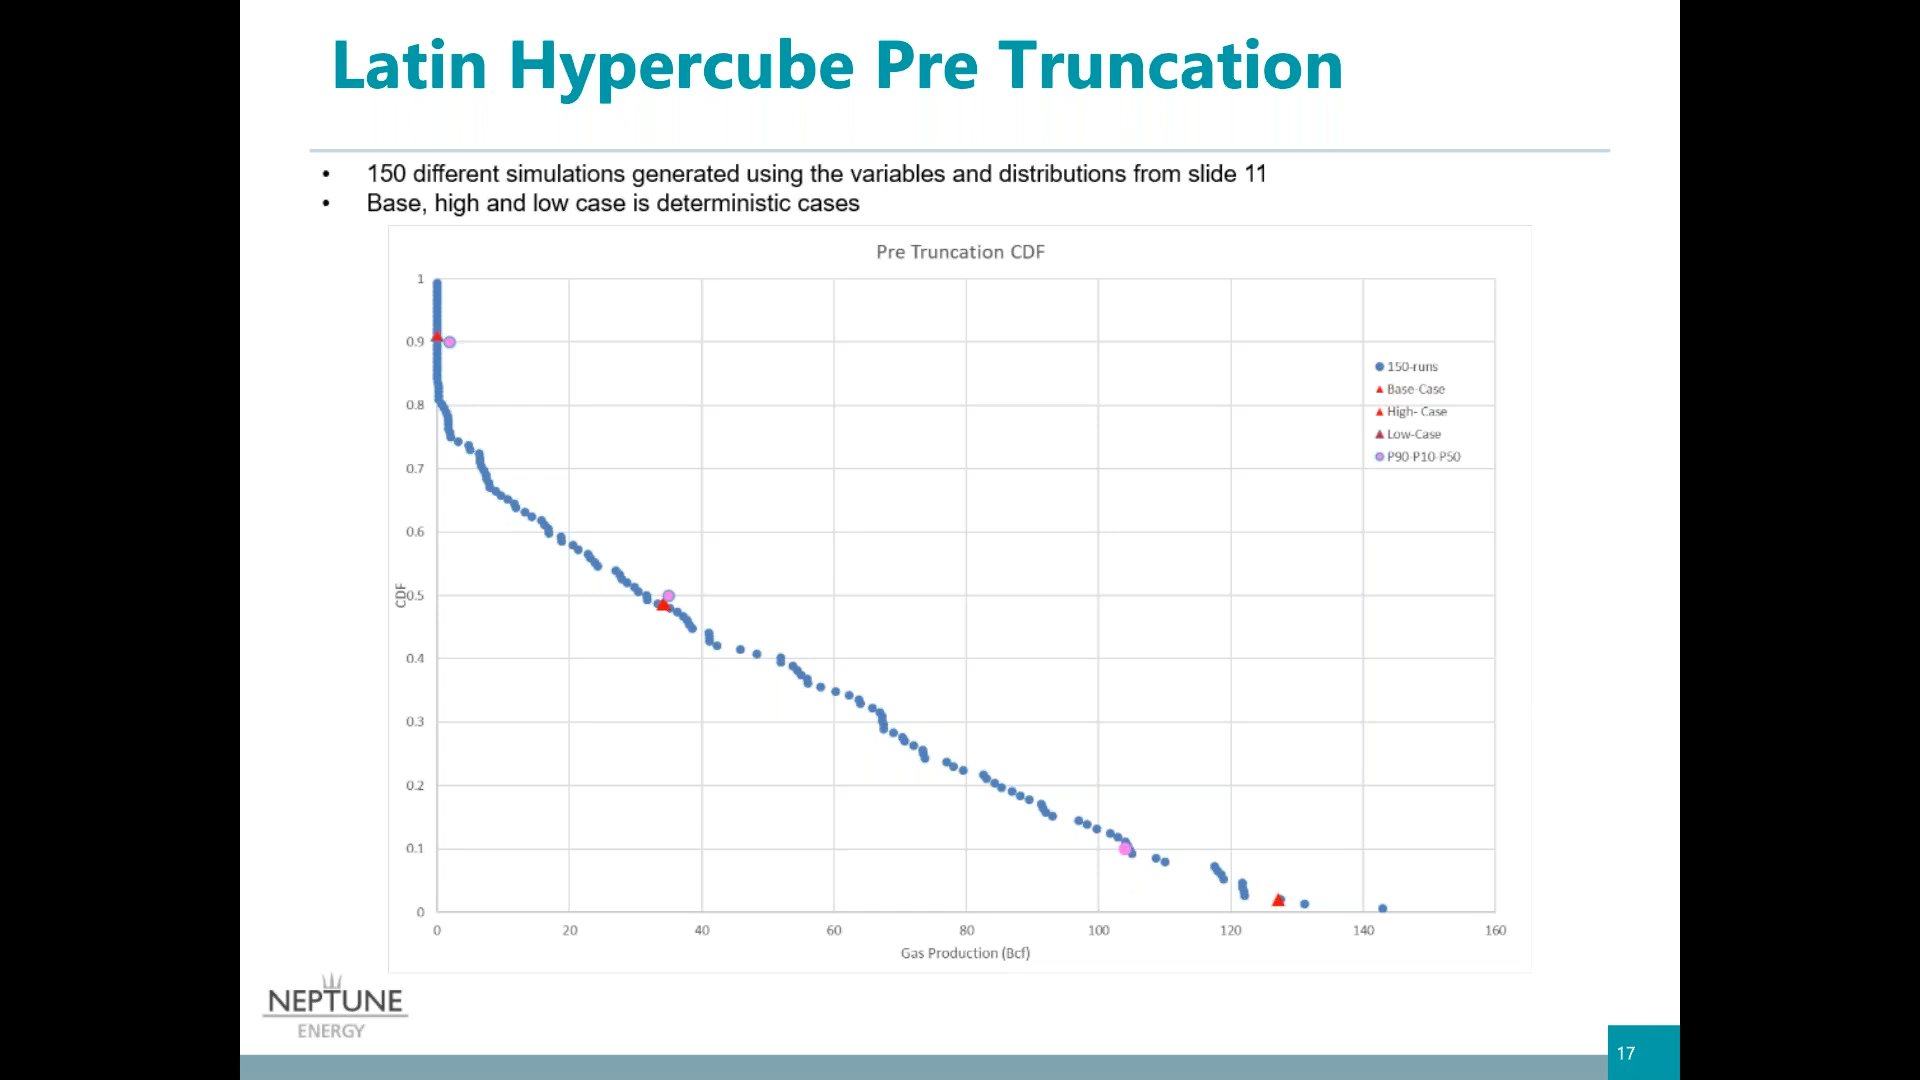 Latin Hypercube Pre Truncation
• 150 different simulations generated using the variables and distributions from slide 11
• Base, high and low case is deterministic cases
Pre Truncation CDF
1
0.9
0.8
0.7
0.6
0.5
0.4
0.3
0.2
0.1
0
CDF
150-runs
Base-Case
High- Case
Low-Case
P90-P10-P50
0 20 40 60 80 100 120 140 160
Gas Production (Bcf)
NEPTUNE
ENERGY
17